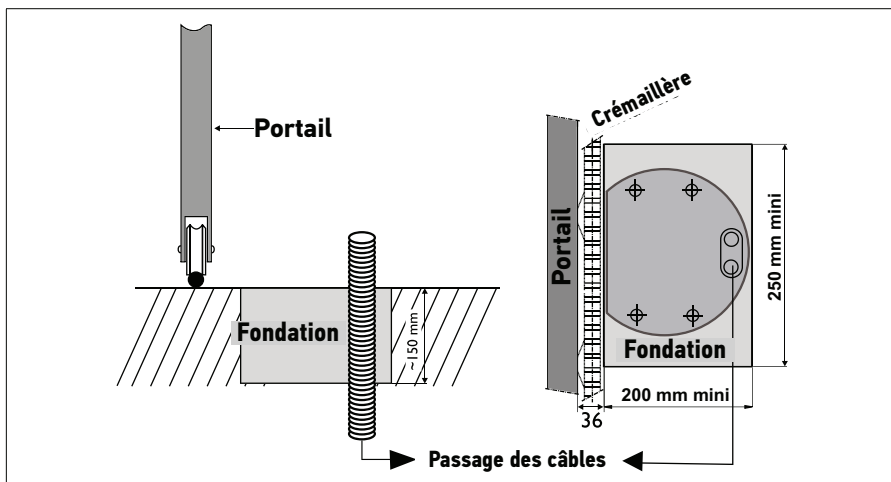 Portail
Fondation
~150 mm
Passage des câbles
Crémaillère
Portail
Fondation
250 mm mini
200 mm mini
36